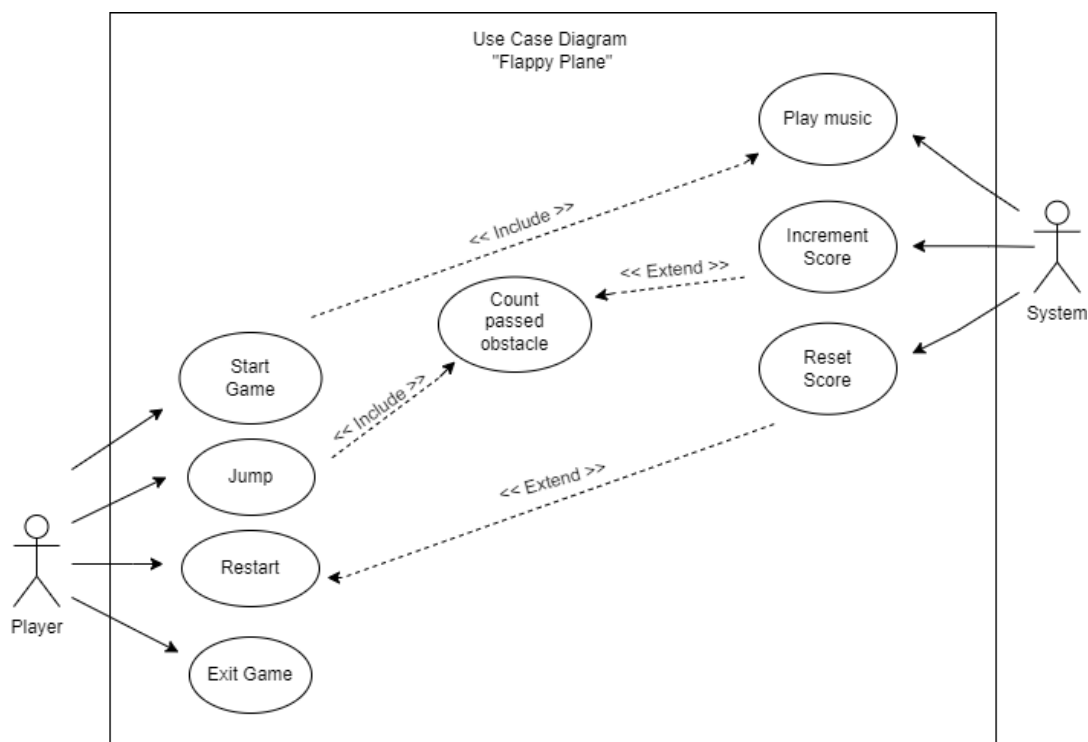 Use Case Diagram
"Flappy Plane"
Play music
<< Include >>
Increment
Score
<< Extend >>
Count
passed
obstacle
System
Start
Game
Reset
Score
<< Include >>
Jump
<< Extend >>
Restart
Player
Exit Game